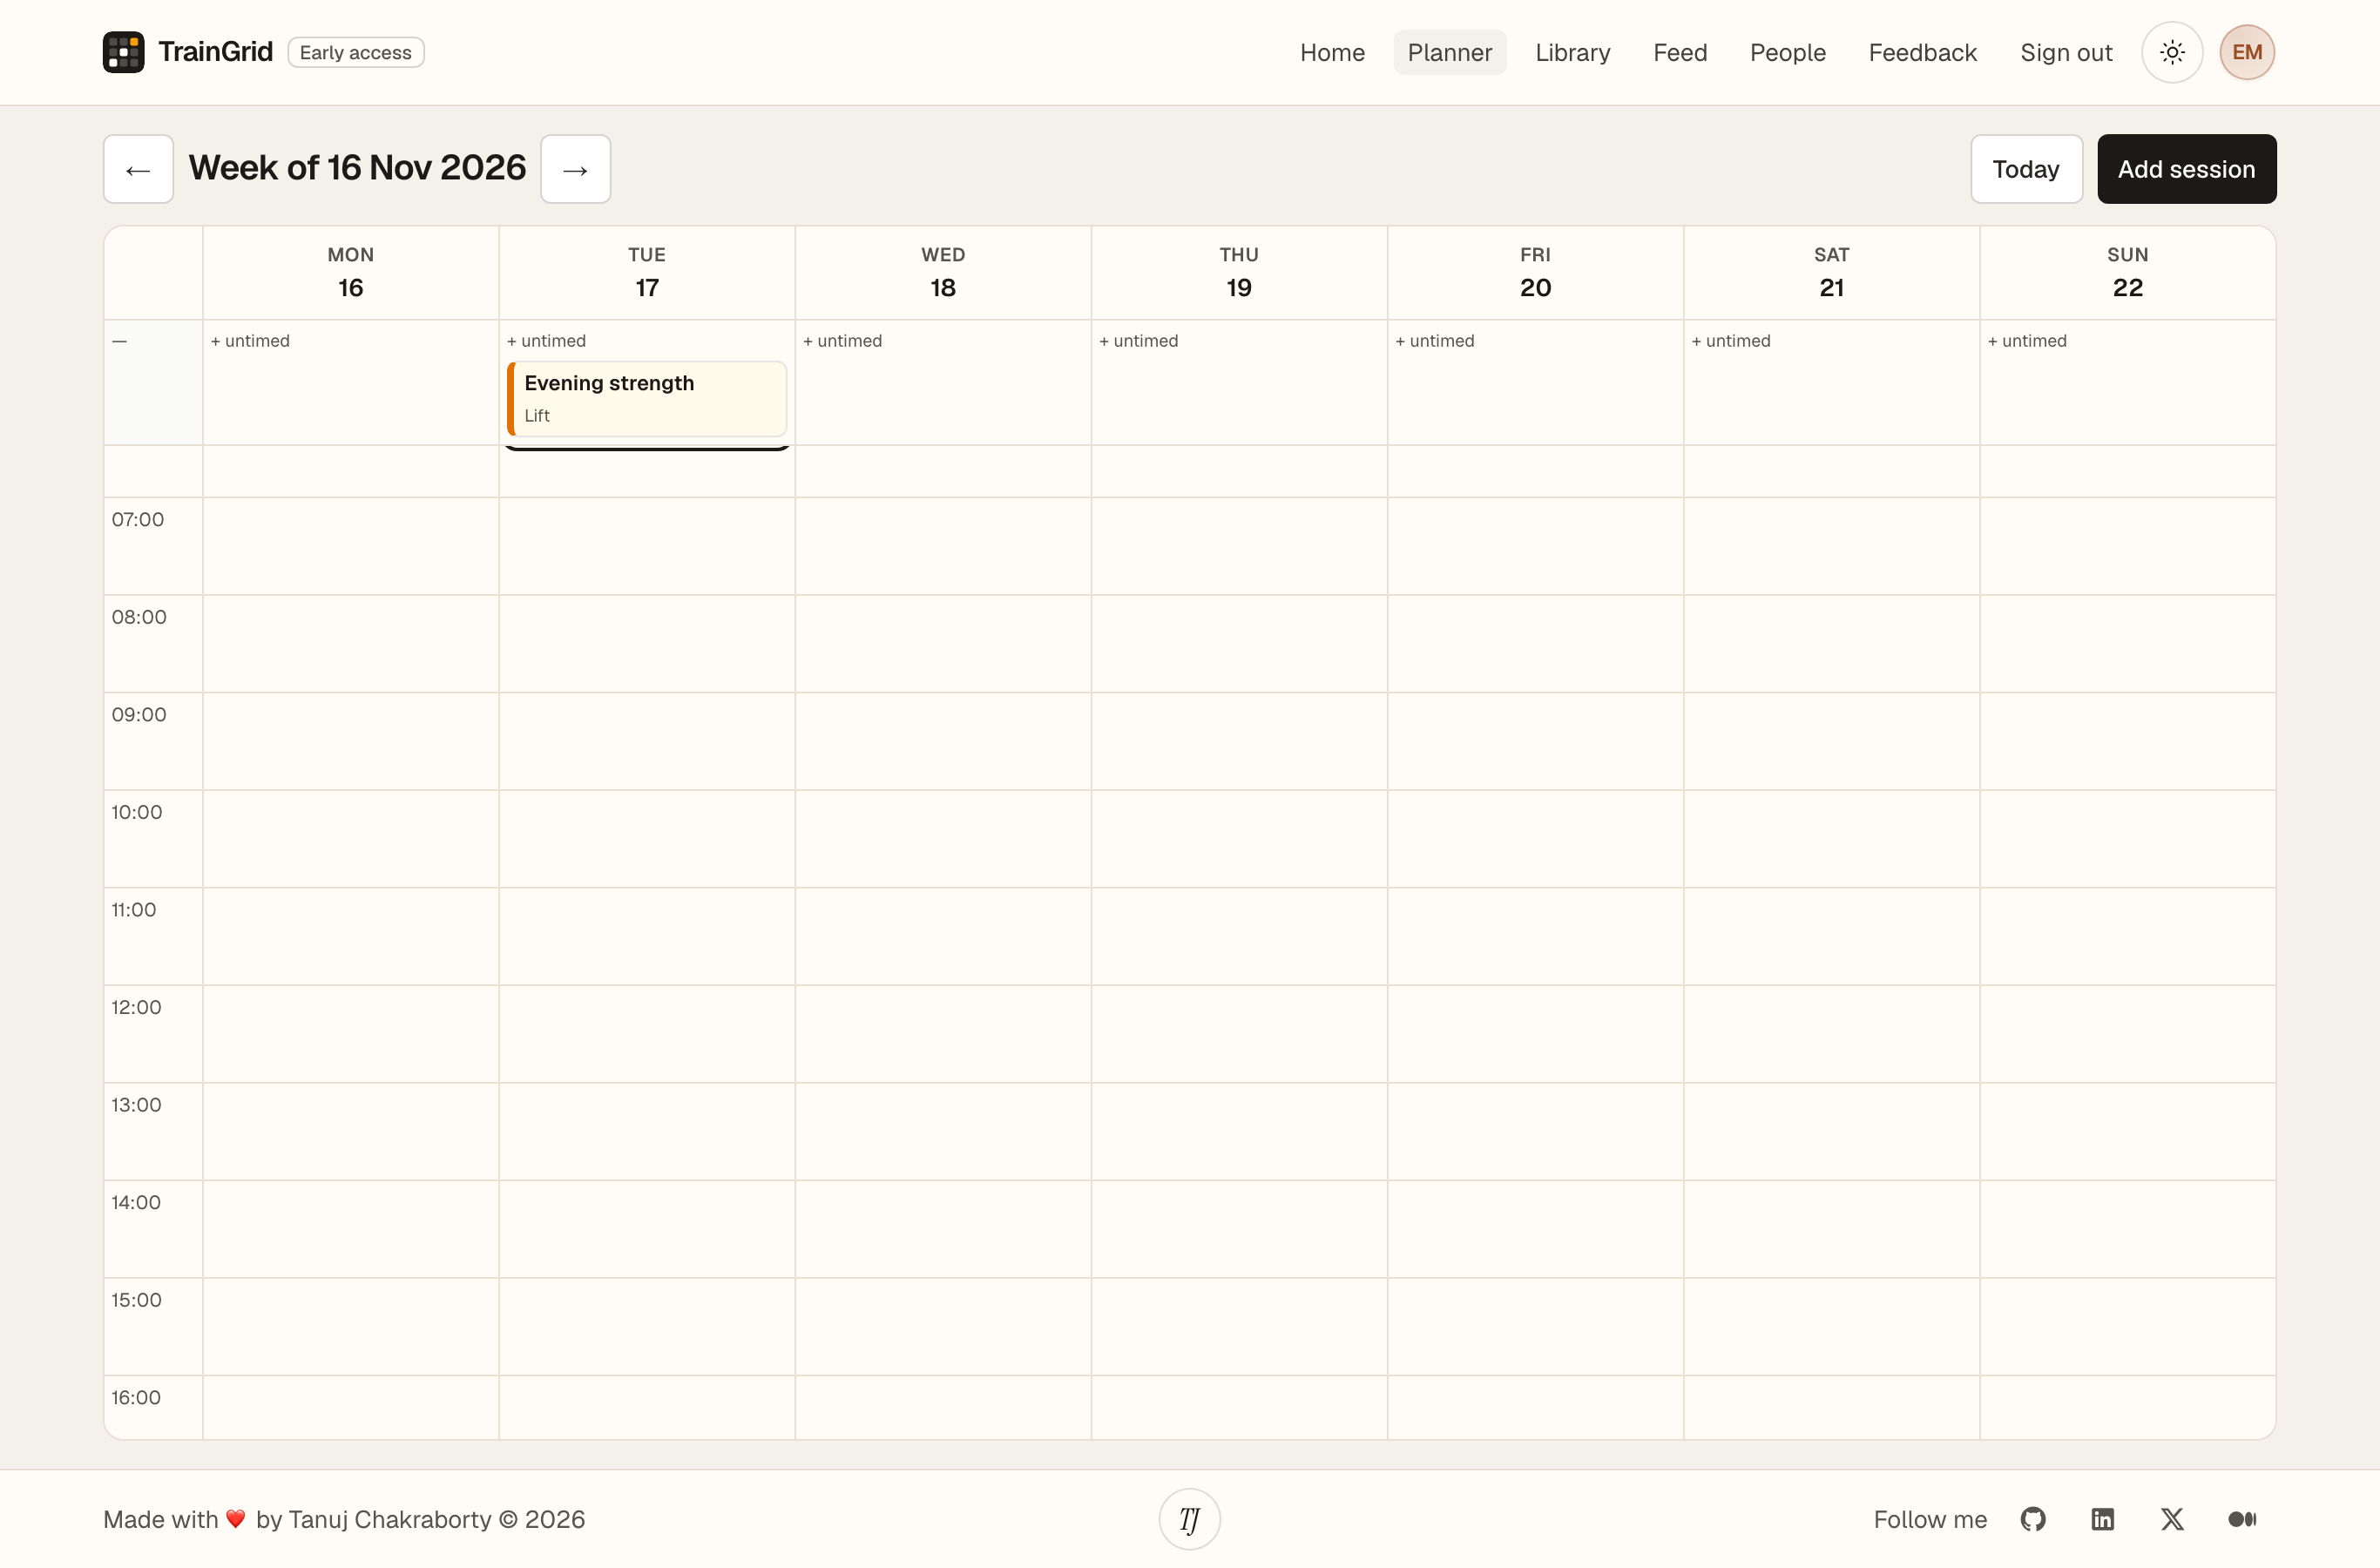 TrainGrid Early access Home Planner Library Feed People Feedback Sign out EM
← Week of 16 Nov 2026 → Today Add session
MON TUE WED THU FRI SAT SUN
16 17 18 19 20 21 22
— + untimed + untimed + untimed + untimed + untimed + untimed + untimed
Evening strength
Lift
07:00
08:00
09:00
10:00
11:00
12:00
13:00
14:00
15:00
16:00
Made with ❤️ by Tanuj Chakraborty © 2026 TJ Follow me